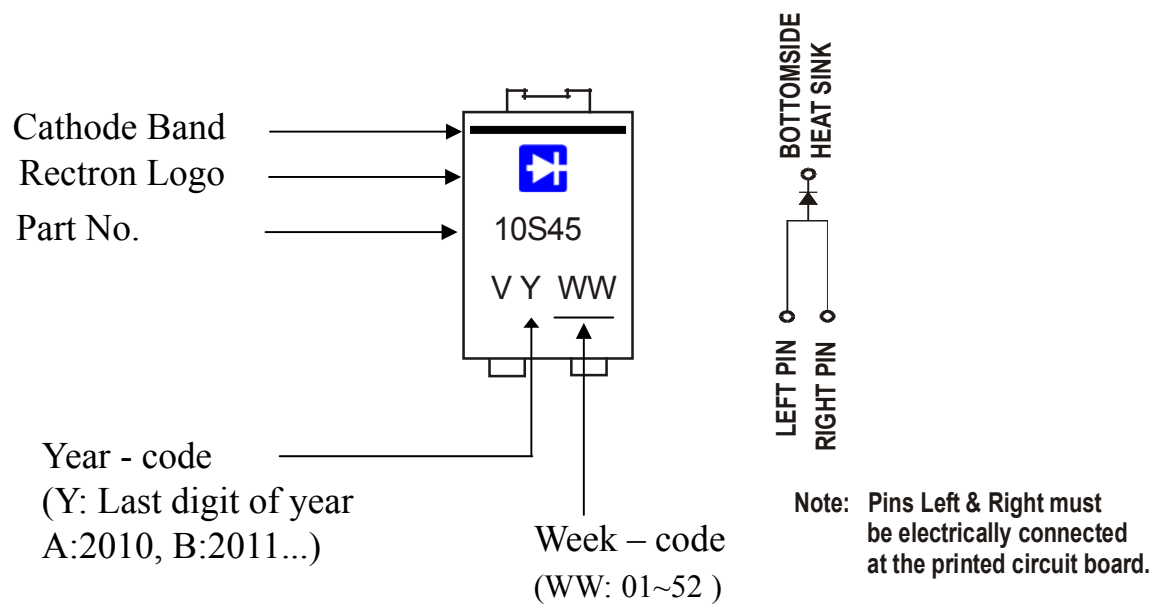 Cathode Band
Rectron Logo
Part No.
10S45
V Y WW
Year - code
(Y: Last digit of year
A:2010, B:2011...)
Week – code
(WW: 01~52 )
BOTTOMSIDE
HEAT SINK
LEFT PIN
RIGHT PIN
Note: Pins Left & Right must
be electrically connected
at the printed circuit board.